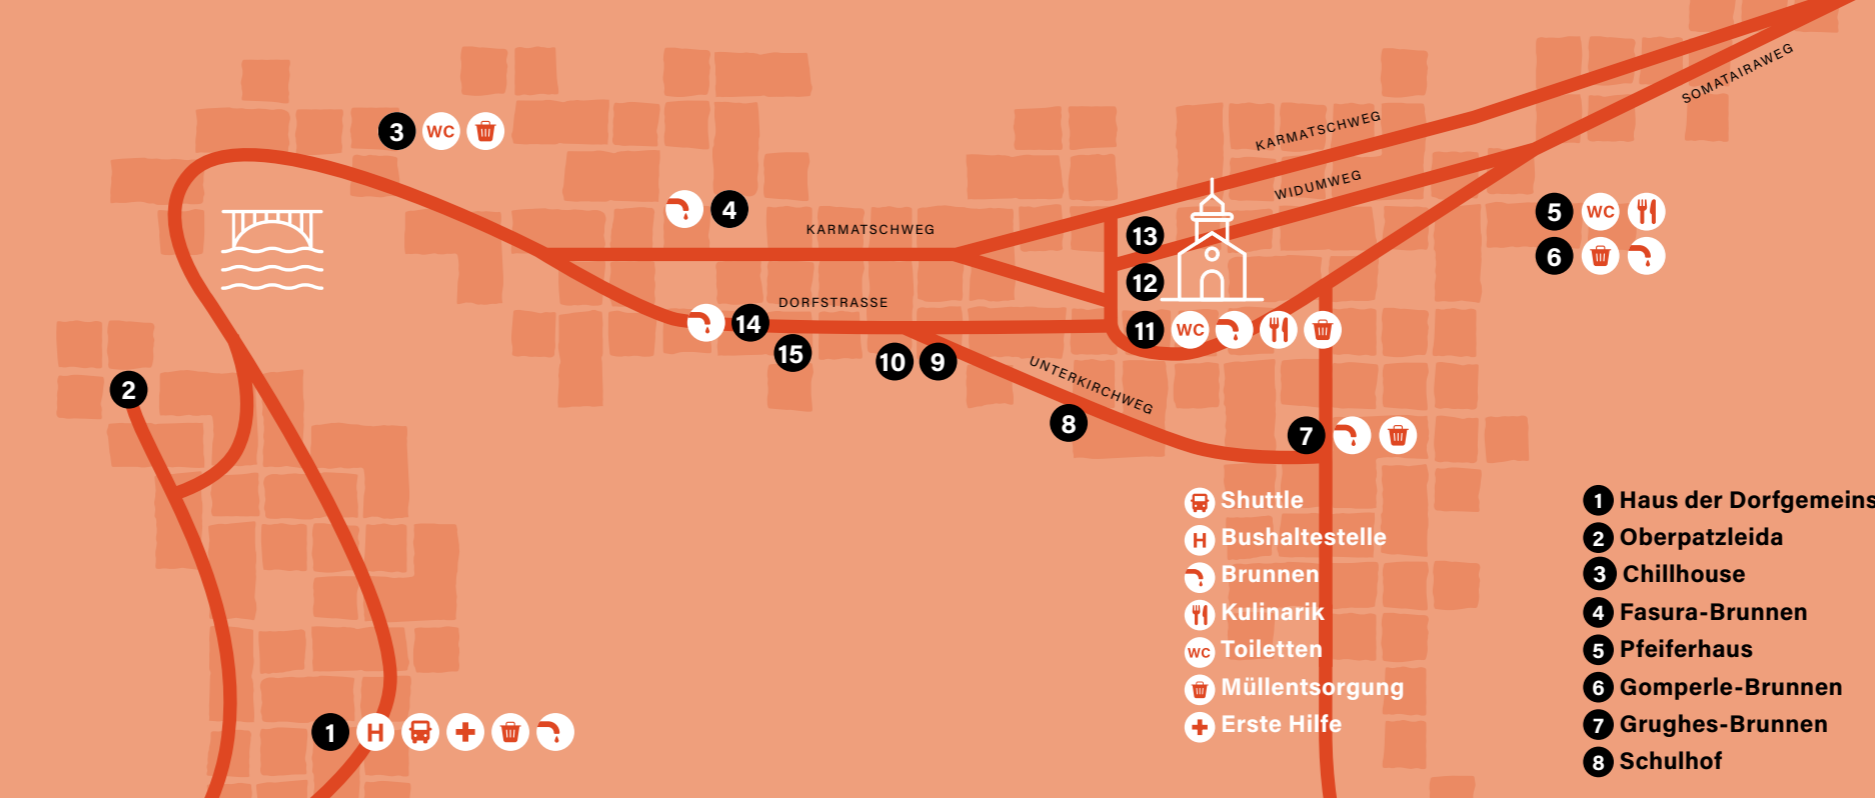 SOMATAIRAWEG
3 WC
KARMATSCHWEG
WIDUMWEG
4
5 WC
KARMATSCHWEG
13
6
12
DORFSTRASSE
14
11 WC
15
10 9
UNTERKIRCHWEG
2
8
7
Shuttle
H Bushaltestelle
Brunnen
Kulinarik
WC Toiletten
Müllentsorgung
Erste Hilfe
1 Haus der Dorfgemeins
2 Oberpatzleida
3 Chillhouse
4 Fasura-Brunnen
5 Pfeiferhaus
6 Gomperle-Brunnen
7 Grughes-Brunnen
8 Schulhof
1 H